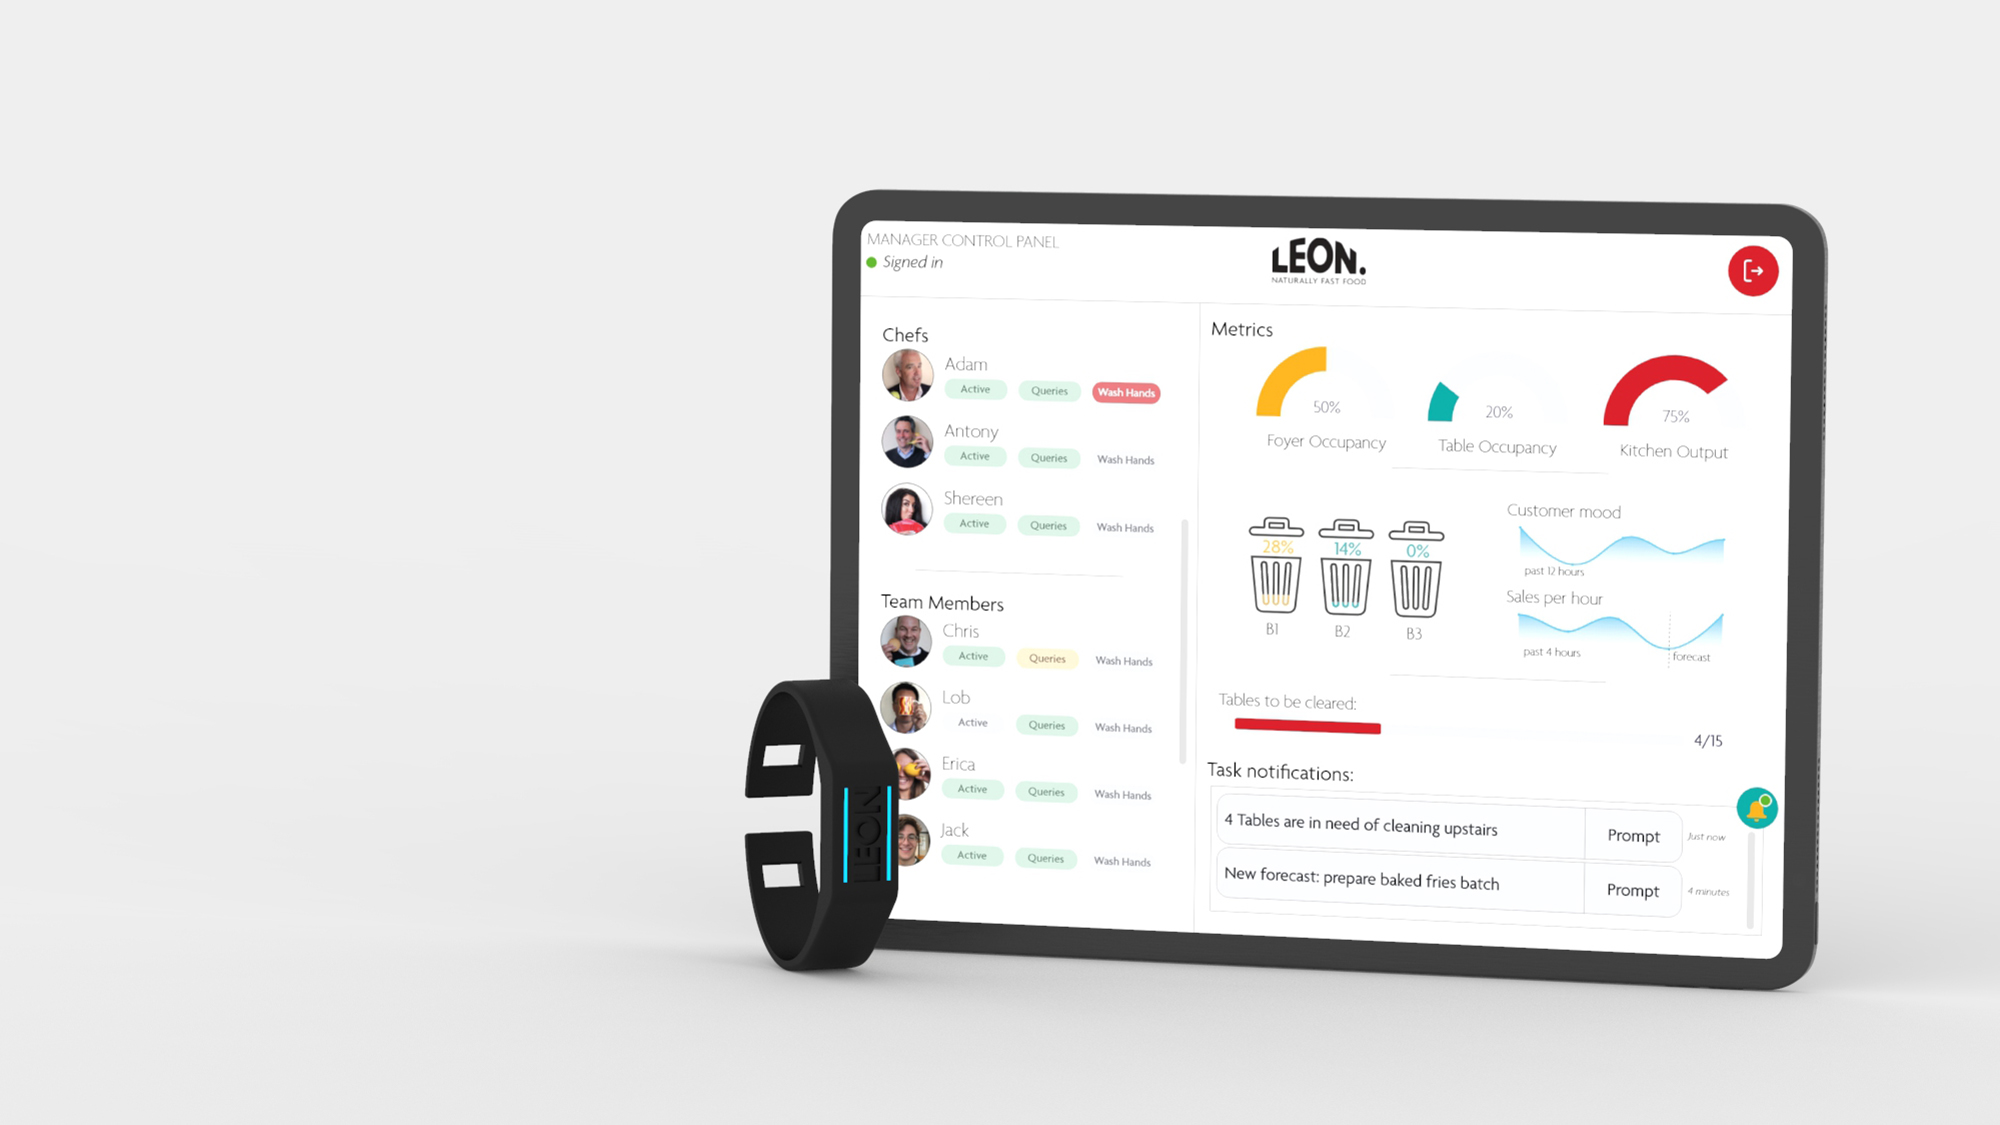 MANAGER CONTROL PANEL
Signed in
LEON.
NATURALLY FAST FOOD
Chefs
Adam
Active Queries Wash Hands
Antony
Active Queries Wash Hands
Shereen
Active Queries Wash Hands
Team Members
Chris
Active Queries Wash Hands
Lob
Active Queries Wash Hands
Erica
Active Queries Wash Hands
Jack
Active Queries Wash Hands
Metrics
50% 20% 75%
Foyer Occupancy Table Occupancy Kitchen Output
28% 14% 0%
B1 B2 B3
Customer mood
past 12 hours
Sales per hour
past 4 hours forecast
Tables to be cleared:
4/15
Task notifications:
4 Tables are in need of cleaning upstairs Prompt Just now
New forecast: prepare baked fries batch Prompt 4 minutes
LEON